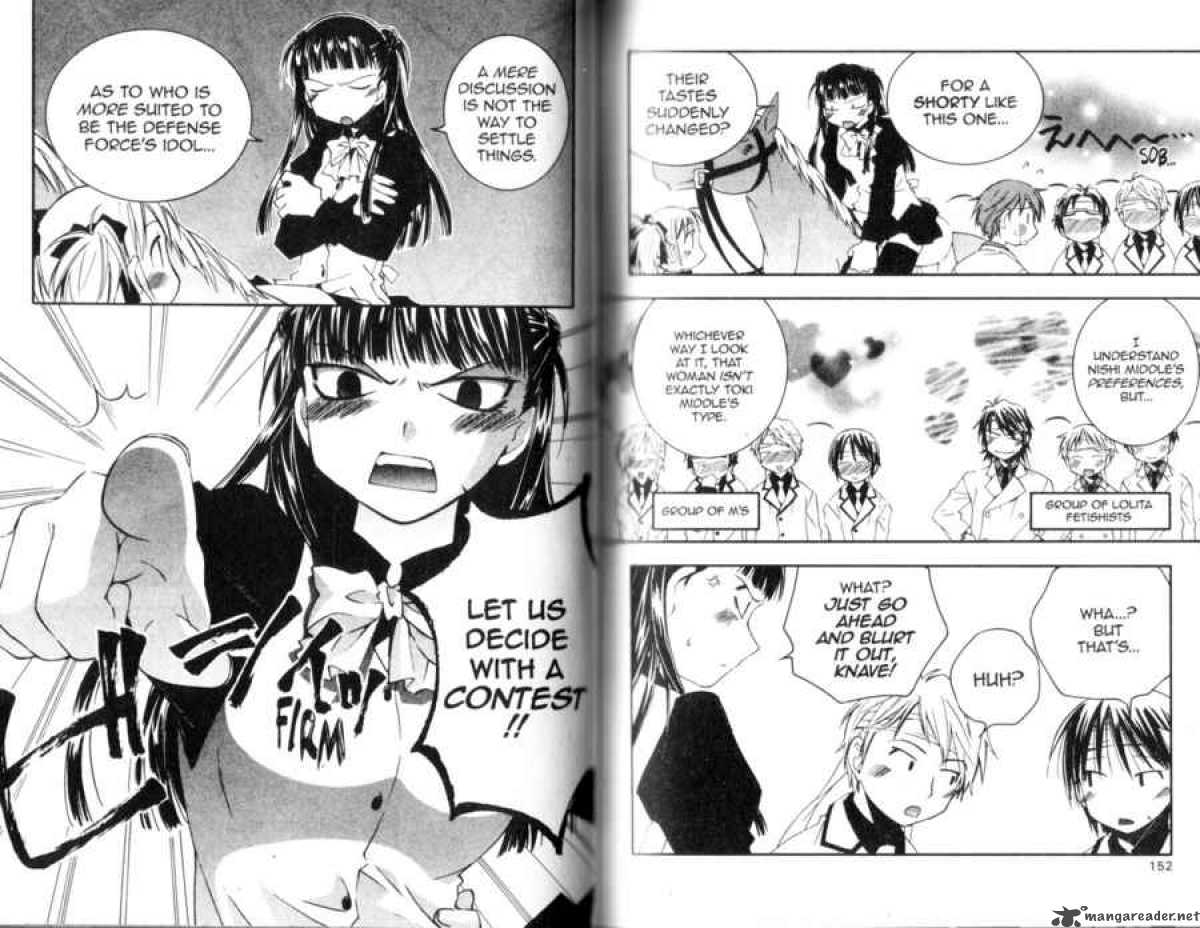 FOR A
SHORTY LIKE
THIS ONE...
THEIR
TASTES
SUDDENLY
CHANGED?
えへへ〜…
SOB...
I
UNDERSTAND
NISHI MIDDLE'S
PREFERENCES,
BUT...
GROUP OF LOLITA
FETISHISTS
WHICHEVER
WAY I LOOK
AT IT, THAT
WOMAN ISN'T
EXACTLY TOKI
MIDDLE'S
TYPE.
GROUP OF M'S
WHA...?
BUT
THAT'S...
HUH?
WHAT?
JUST GO
AHEAD
AND BLURT
IT OUT,
KNAVE!
152
A MERE
DISCUSSION
IS NOT THE
WAY TO
SETTLE
THINGS.
AS TO WHO IS
MORE SUITED TO
BE THE DEFENSE
FORCE'S IDOL...
LET US
DECIDE
WITH A
CONTEST
!!
FIRM
mangareader.net